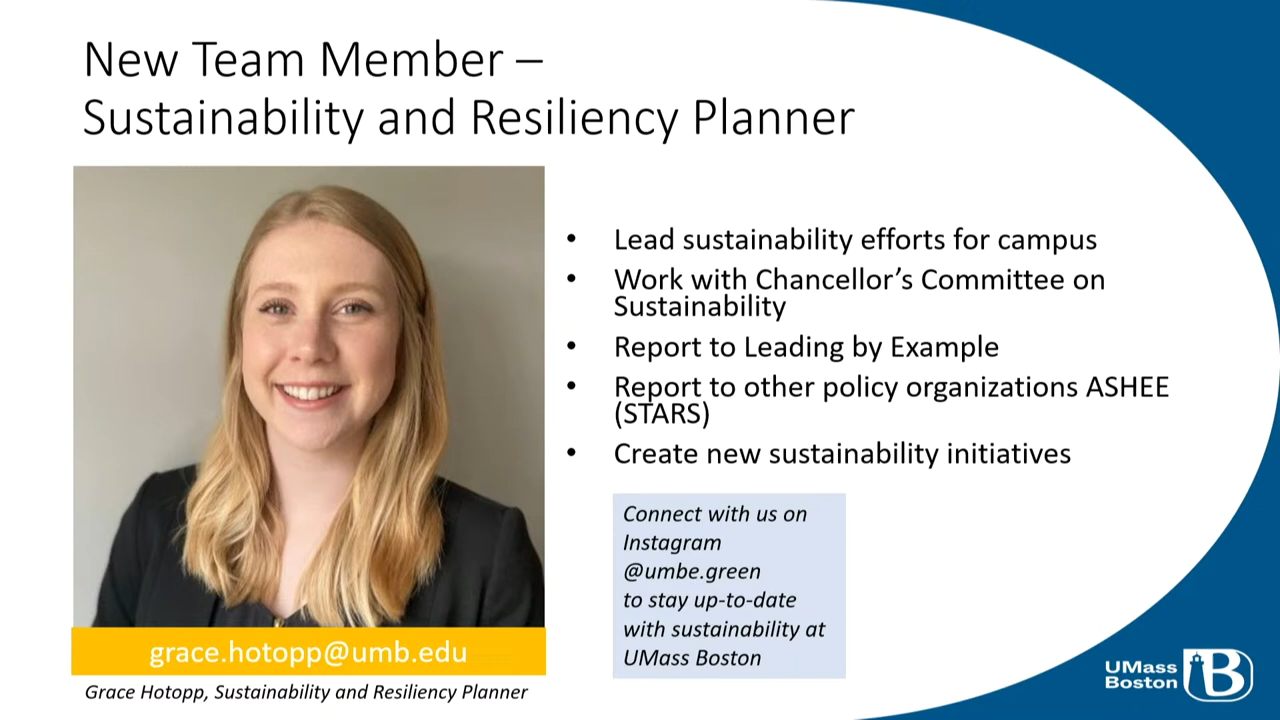 New Team Member –
Sustainability and Resiliency Planner
• Lead sustainability efforts for campus
• Work with Chancellor’s Committee on
Sustainability
• Report to Leading by Example
• Report to other policy organizations ASHEE
(STARS)
• Create new sustainability initiatives
Connect with us on
Instagram
@umbe.green
to stay up-to-date
with sustainability at
UMass Boston
grace.hotopp@umb.edu
Grace Hotopp, Sustainability and Resiliency Planner
UMass
Boston
B